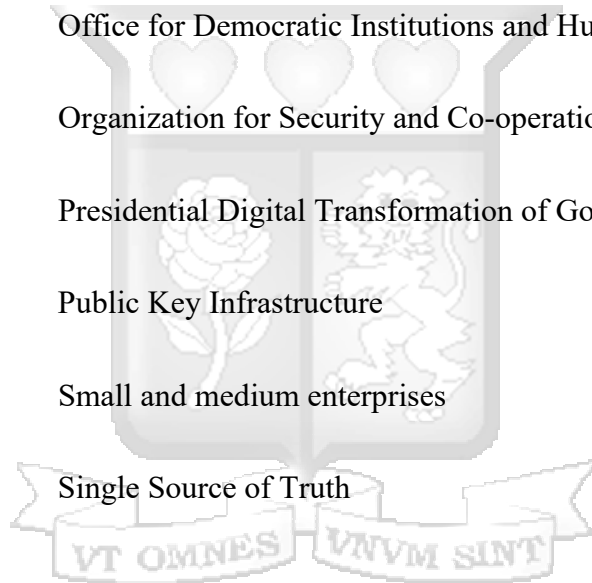 Office for Democratic Institutions and Hu
Organization for Security and Co-operatio
Presidential Digital Transformation of Go
Public Key Infrastructure
Small and medium enterprises
Single Source of Truth
VT OMNES VNVM SINT